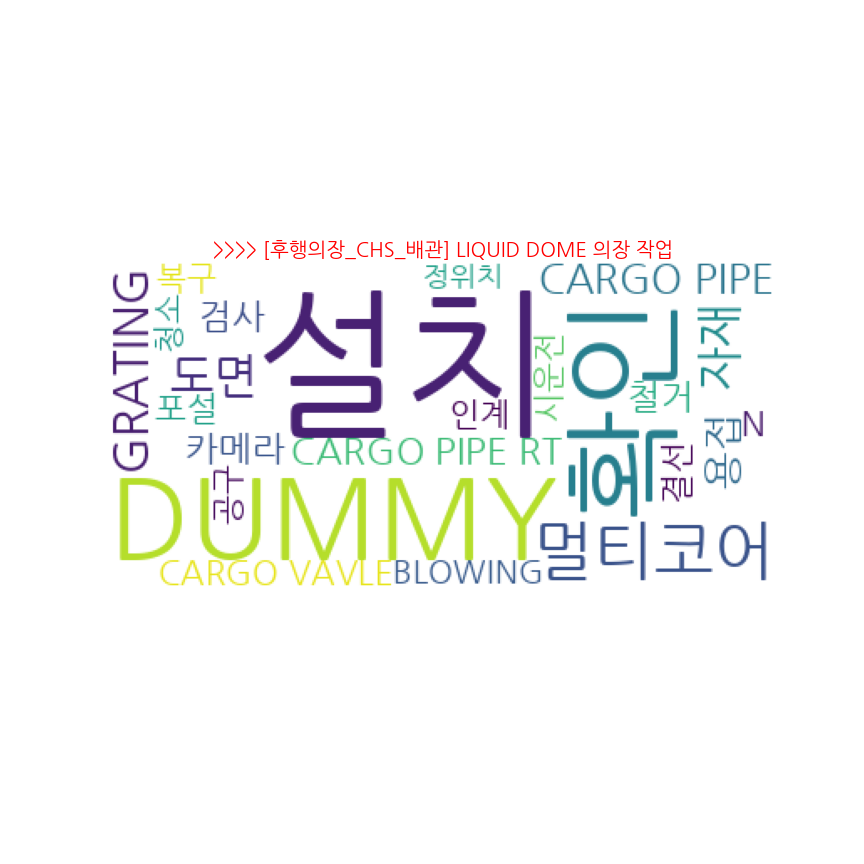 >>>> [후행의장_CHS_배관] LIQUID DOME 의장 작업
GRATING
복구
정위치
CARGO PIPE
청소
검사
설치
확인
자재
도면
시운전
포설
인계
철거
카메라
CARGO PIPE RT
결선
용접
N
공구
DUMMY
멀티코어
CARGO VAVLE
BLOWING